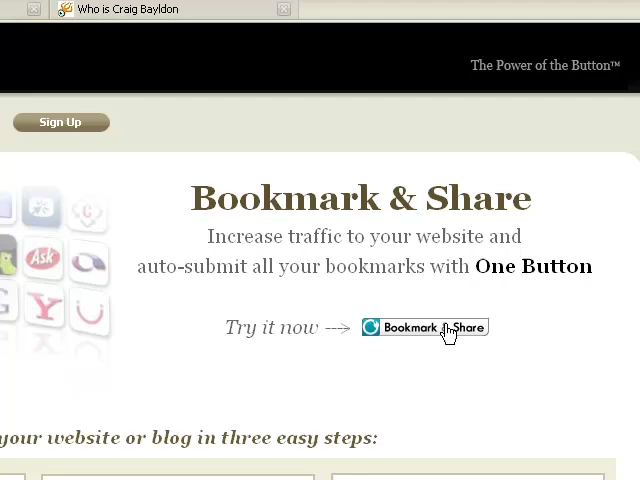 Who is Craig Bayldon
The Power of the Button™
Sign Up
Bookmark & Share
Increase traffic to your website and
auto-submit all your bookmarks with One Button
Ask
Y
Try it now ---> Bookmark & Share
your website or blog in three easy steps: